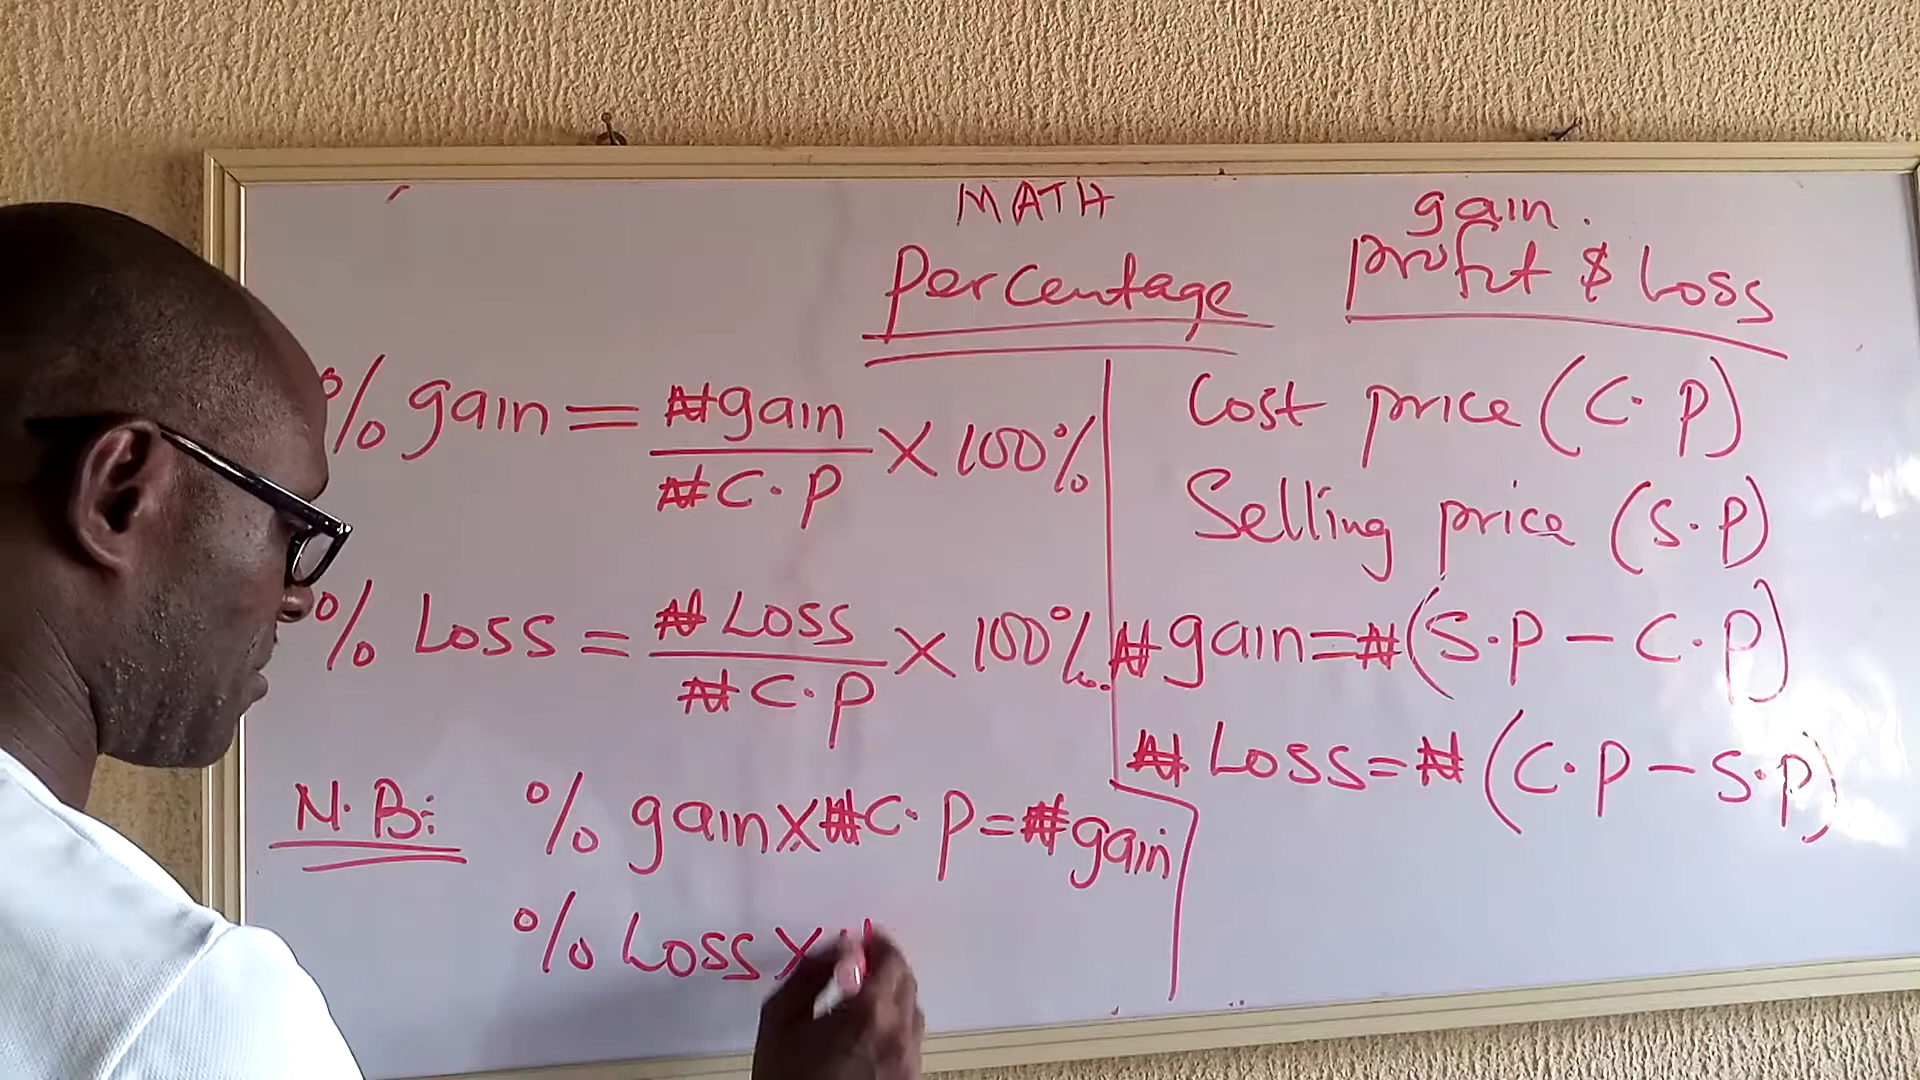 MATH
Percentage
gain.
profit $ Loss
% gain = ₦gain / ₦C.P X 100%
% Loss = ₦Loss / ₦C.P X 100%.
N.B: % gain X ₦C.P = ₦gain
% Loss X
Cost price (C.P)
Selling price (S.P)
₦gain = ₦(S.P - C.P)
₦Loss = ₦(C.P - S.P)